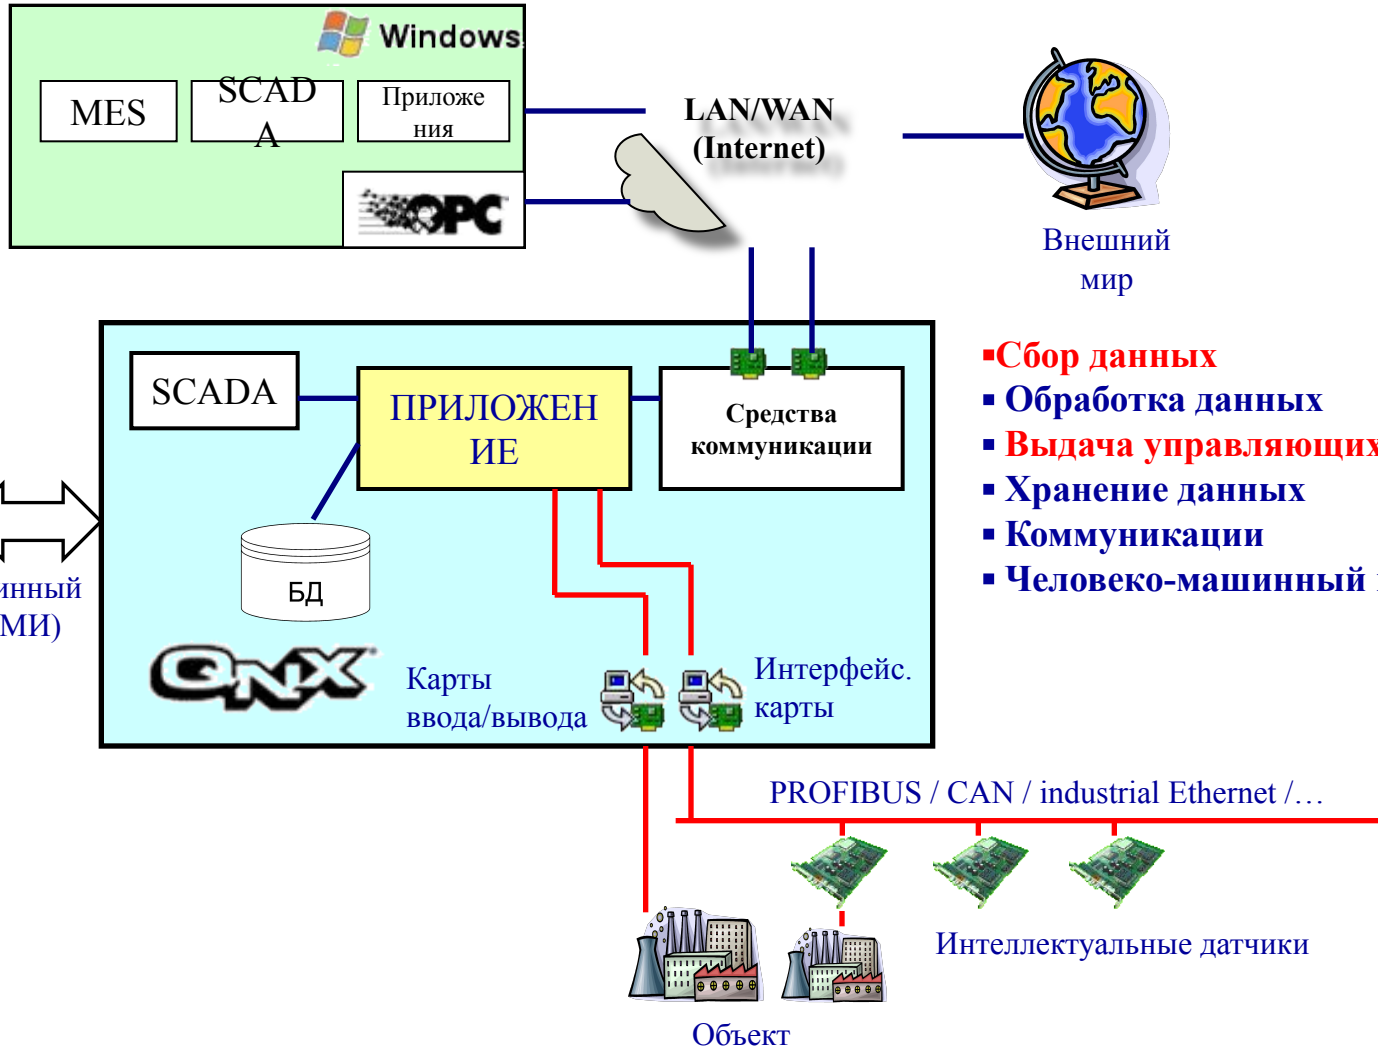 Windows
MES
SCAD
A
Приложе
ния
OPC
LAN/WAN
(Internet)
Внешний
мир
SCADA
ПРИЛОЖЕН
ИЕ
Средства
коммуникации
БД
QNX
Карты
ввода/вывода
Интерфейс.
карты
инный
МИ)
▪Сбор данных
▪ Обработка данных
▪ Выдача управляющих
▪ Хранение данных
▪ Коммуникации
▪ Человеко-машинный
PROFIBUS / CAN / industrial Ethernet /…
Интеллектуальные датчики
Объект